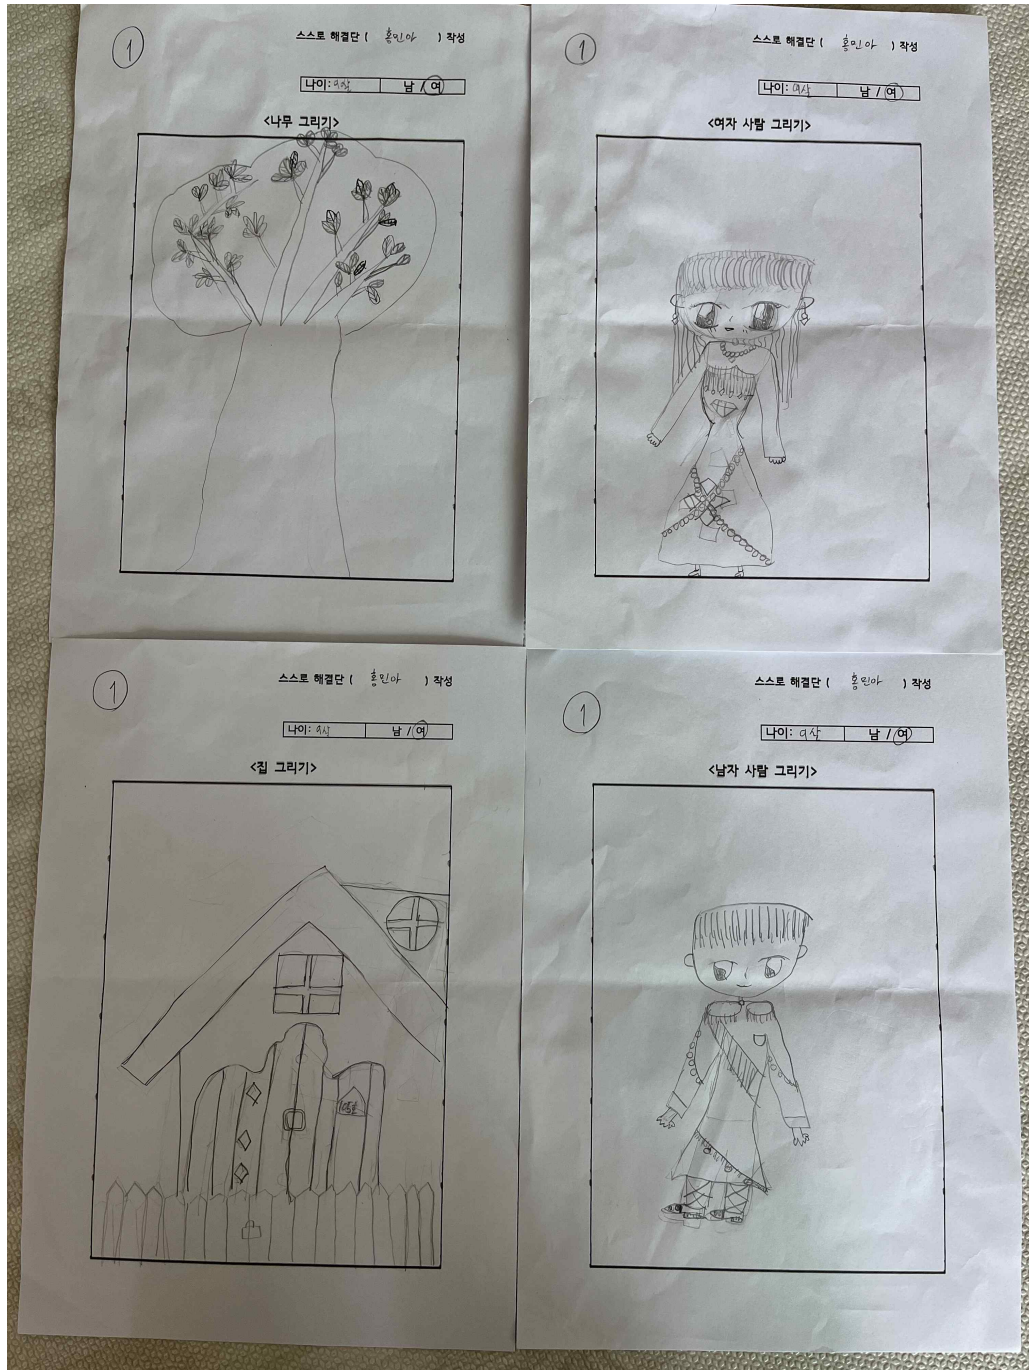 ①
스스로 해결단 ( 홍민아 ) 작성
나이: 9살 남 / 여
<나무 그리기>
①
스스로 해결단 ( 홍민아 ) 작성
나이: 9살 남 / 여
<여자 사람 그리기>
①
스스로 해결단 ( 홍민아 ) 작성
나이: 9살 남 / 여
<집 그리기>
①
스스로 해결단 ( 홍민아 ) 작성
나이: 9살 남 / 여
<남자 사람 그리기>